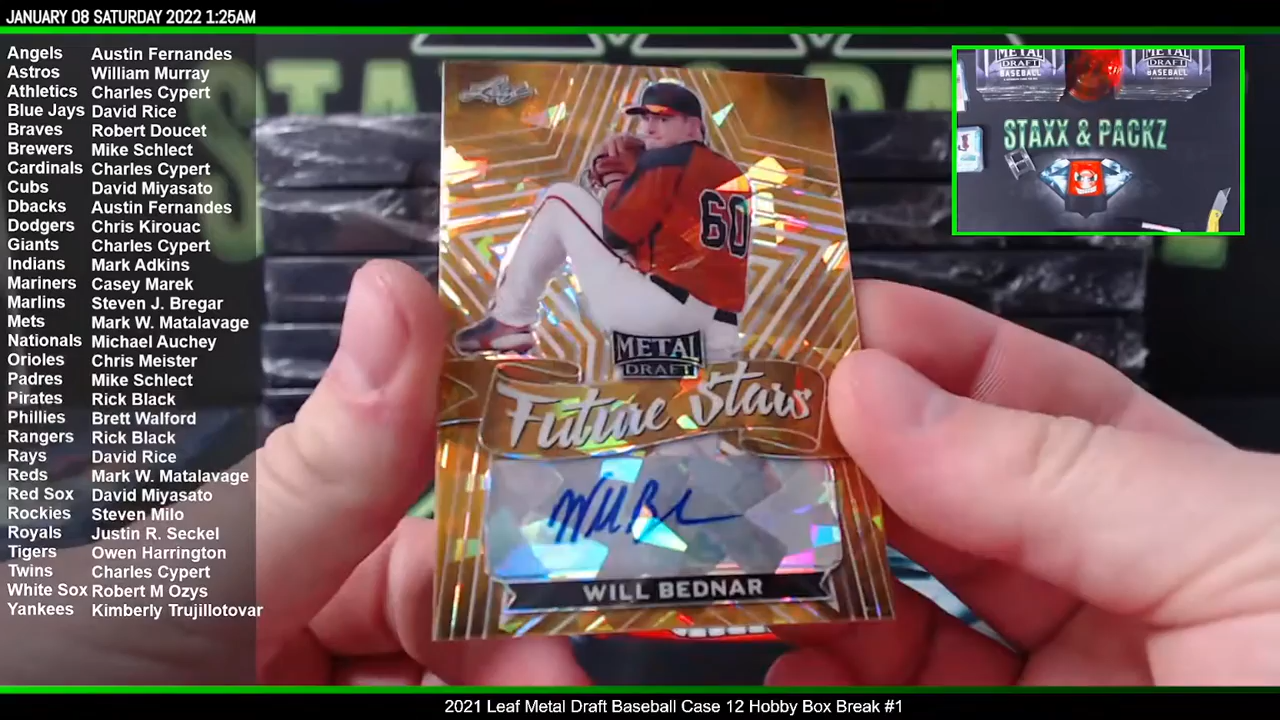 JANUARY 08 SATURDAY 2022 1:25AM
Angels Austin Fernandes
Astros William Murray
Athletics Charles Cypert
Blue Jays David Rice
Braves Robert Doucet
Brewers Mike Schlect
Cardinals Charles Cypert
Cubs David Miyasato
Dbacks Austin Fernandes
Dodgers Chris Kirouac
Giants Charles Cypert
Indians Mark Adkins
Mariners Casey Marek
Marlins Steven J. Bregar
Mets Mark W. Matalavage
Nationals Michael Auchey
Orioles Chris Meister
Padres Mike Schlect
Pirates Rick Black
Phillies Brett Walford
Rangers Rick Black
Rays David Rice
Reds Mark W. Matalavage
Red Sox David Miyasato
Rockies Steven Milo
Royals Justin R. Seckel
Tigers Owen Harrington
Twins Charles Cypert
White Sox Robert M Ozys
Yankees Kimberly Trujillotovar
Leaf
60
METAL
DRAFT
Future Stars
WILL BEDNAR
METAL
DRAFT
BASEBALL
METAL
DRAFT
BASEBALL
STAXX & PACKZ
2021 Leaf Metal Draft Baseball Case 12 Hobby Box Break #1